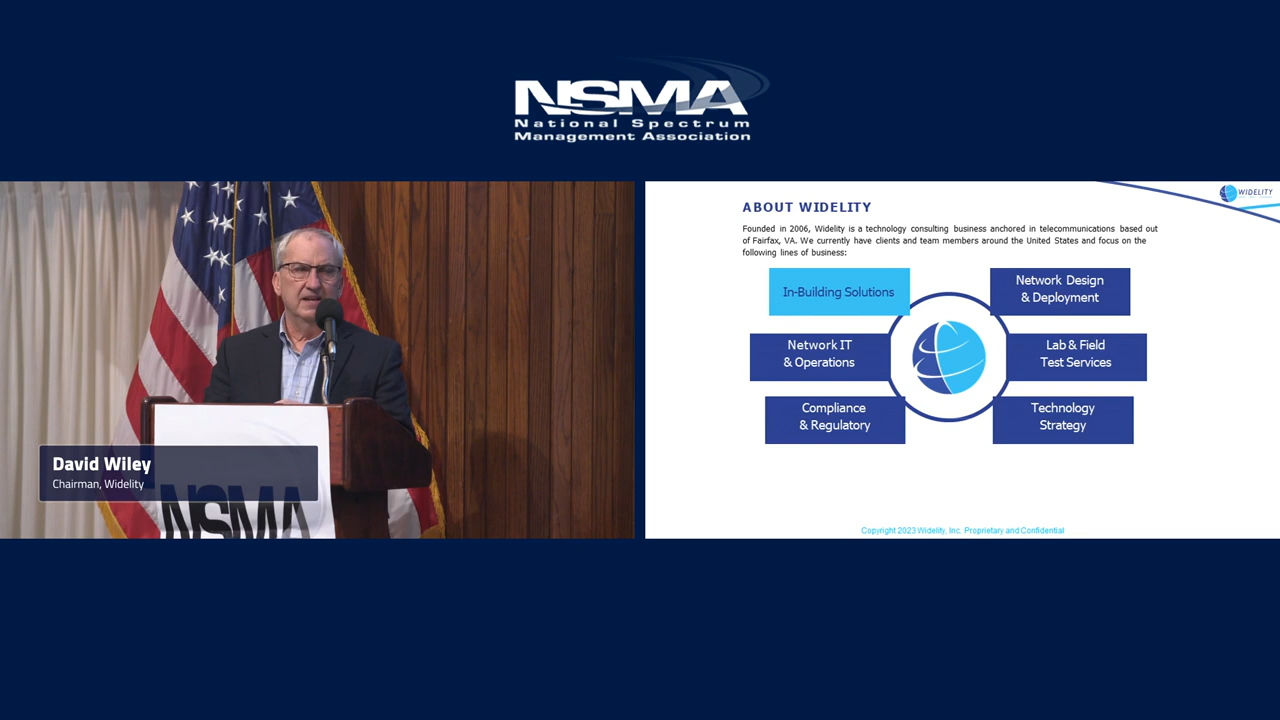 NSMA
National Spectrum
Management Association
David Wiley
Chairman, Widelity
NSMA
WIDELITY
ABOUT WIDELITY
Founded in 2006, Widelity is a technology consulting business anchored in telecommunications based out
of Fairfax, VA. We currently have clients and team members around the United States and focus on the
following lines of business:
In-Building Solutions
Network Design
& Deployment
Network IT
& Operations
Lab & Field
Test Services
Compliance
& Regulatory
Technology
Strategy
Copyright 2023 Widelity, Inc. Proprietary and Confidential